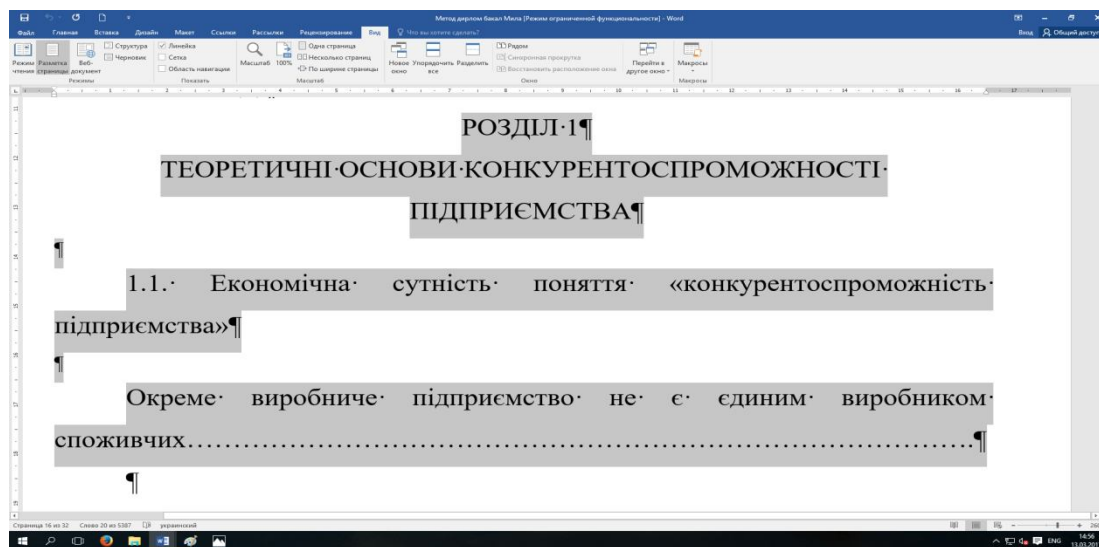 Метод дирлом бакал Мила [Режим ограниченной функциональности] - Word
Файл Главная Вставка Дизайн Макет Ссылки Рассылки Рецензирование Вид Что вы хотите сделать? Вход Общий доступ
Режим чтения Разметка страницы Веб-документ Структура Черновик
Режимы
Линейка
Сетка
Область навигации
Показать
Масштаб 100% Одна страница
Несколько страниц
По ширине страницы
Масштаб
Новое окно Упорядочить все Разделить
Рядом
Синхронная прокрутка
Восстановить расположение окна
Перейти в другое окно
Окно
Макросы
Макросы
РОЗДІЛ·1¶
ТЕОРЕТИЧНІ·ОСНОВИ·КОНКУРЕНТОСПРОМОЖНОСТІ·
ПІДПРИЄМСТВА¶
¶
1.1.· Економічна· сутність· поняття· «конкурентоспроможність·
підприємства»¶
¶
Окреме· виробниче· підприємство· не· є· єдиним· виробником·
споживчих……………………………………………………………………….¶
¶
Страница 16 из 32 Слово 20 из 5387 украинский
ENG 14:56